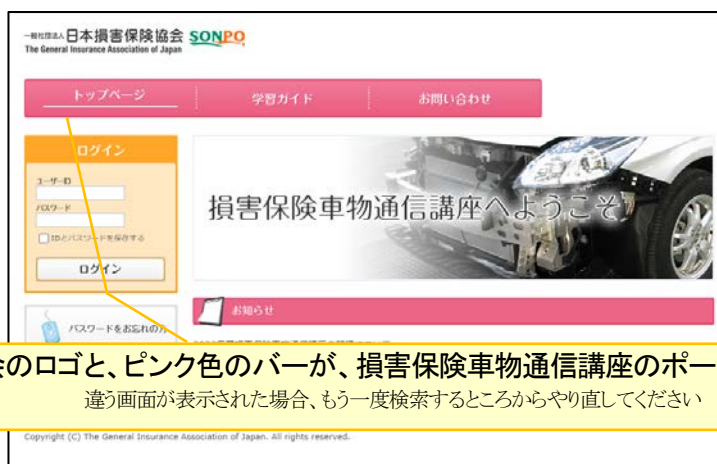 一般社団法人日本損害保険協会 SONPO
The General Insurance Association of Japan
トップページ 学習ガイド お問い合わせ
ログイン
ユーザーID
パスワード
IDとパスワードを保存する
ログイン
損害保険車物通信講座へようこそ
お知らせ
パスワードをお忘れの方
会のロゴと、ピンク色のバーが、損害保険車物通信講座のポー
違う画面が表示された場合、もう一度検索するところからやり直してください
Copyright (C) The General Insurance Association of Japan. All rights reserved.